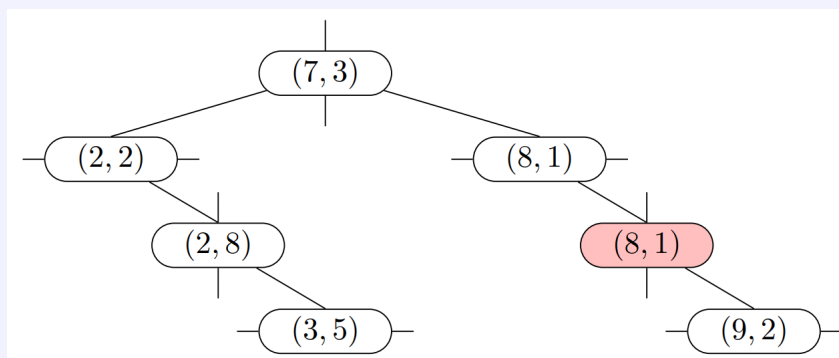 (7, 3)
(2, 2) (8, 1)
(2, 8) (8, 1)
(3, 5) (9, 2)